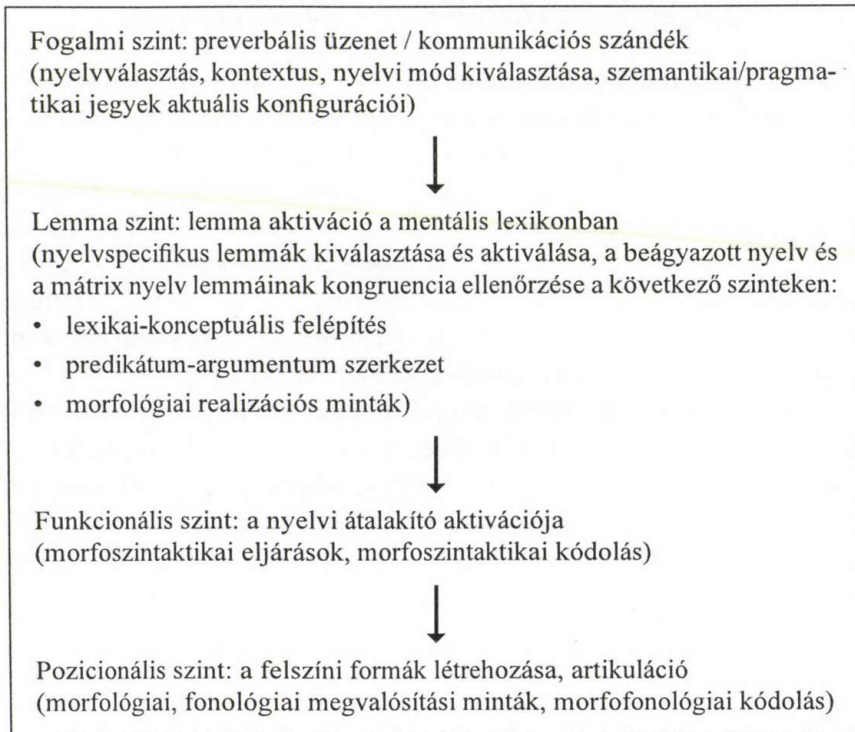 Fogalmi szint: preverbális üzenet / kommunikációs szándék
(nyelvválasztás, kontextus, nyelvi mód kiválasztása, szemantikai/pragma-
tikai jegyek aktuális konfigurációi)
Lemma szint: lemma aktiváció a mentális lexikonban
(nyelvspecifikus lemmák kiválasztása és aktiválása, a beágyazott nyelv és
a mátrix nyelv lemmáinak kongruencia ellenőrzése a következő szinteken:
• lexikai-konceptuális felépítés
• predikátum-argumentum szerkezet
• morfológiai realizációs minták)
Funkcionális szint: a nyelvi átalakító aktivációja
(morfoszintaktikai eljárások, morfoszintaktikai kódolás)
Pozicionális szint: a felszíni formák létrehozása, artikuláció
(morfológiai, fonológiai megvalósítási minták, morfofonológiai kódolás)